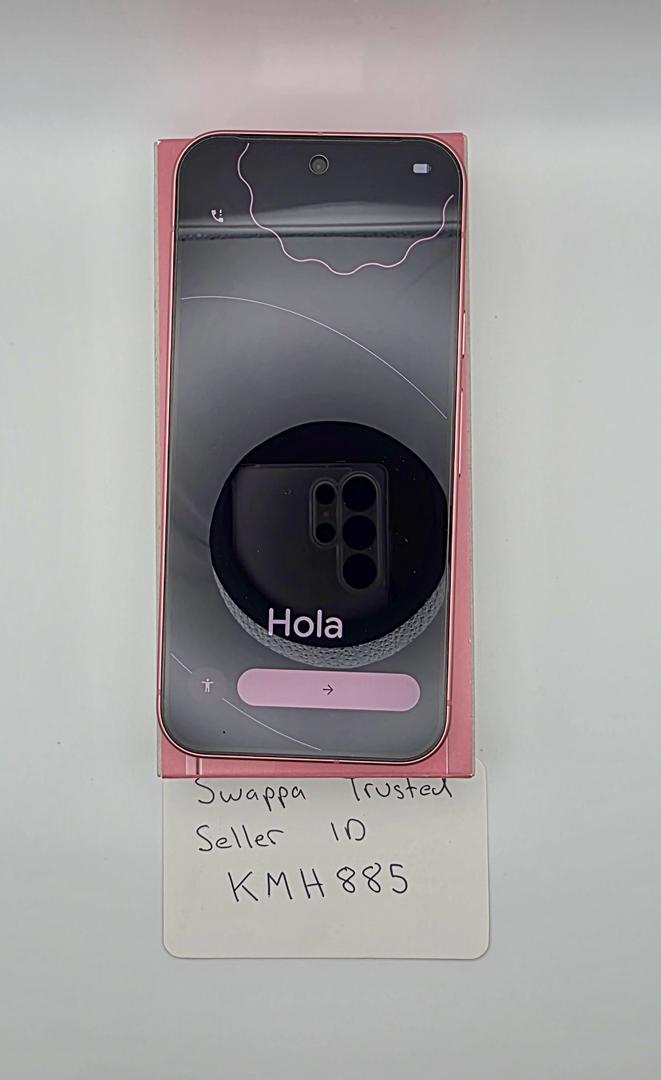 Hola
Swappa Trusted
Seller ID
KMH885